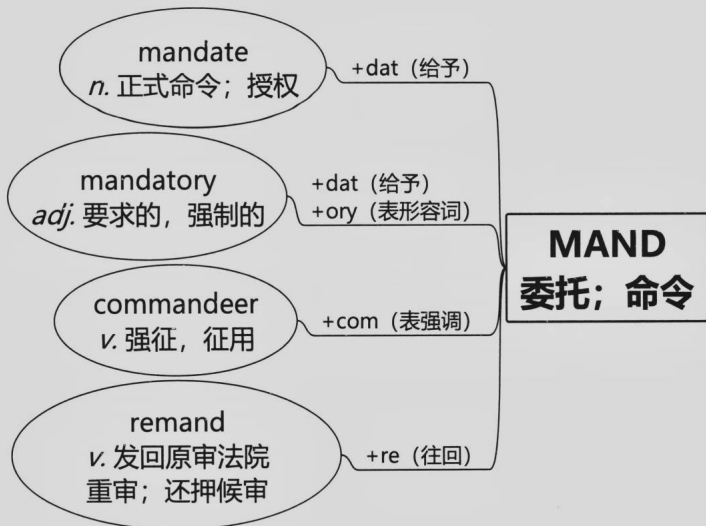 mandate
n. 正式命令；授权
+dat（给予）
mandatory
adj. 要求的，强制的
+dat（给予）
+ory（表形容词）
commandeer
v. 强征，征用
+com（表强调）
remand
v. 发回原审法院
重审；还押候审
+re（往回）
MAND
委托；命令